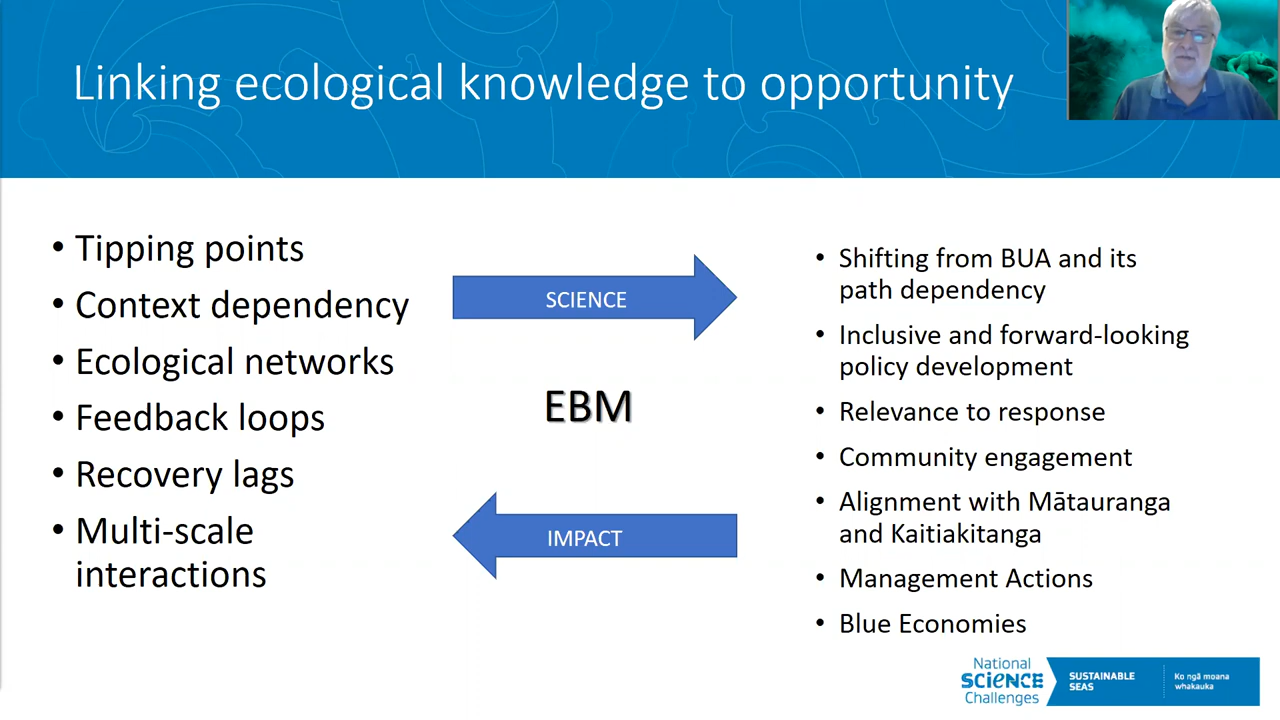 Linking ecological knowledge to opportunity
• Tipping points
• Context dependency
• Ecological networks
• Feedback loops
• Recovery lags
• Multi-scale
interactions
SCIENCE
EBM
IMPACT
• Shifting from BUA and its
path dependency
• Inclusive and forward-looking
policy development
• Relevance to response
• Community engagement
• Alignment with Mātauranga
and Kaitiakitanga
• Management Actions
• Blue Economies
National
SCIENCE
Challenges
SUSTAINABLE
SEAS
Ko ngā moana
whakauka